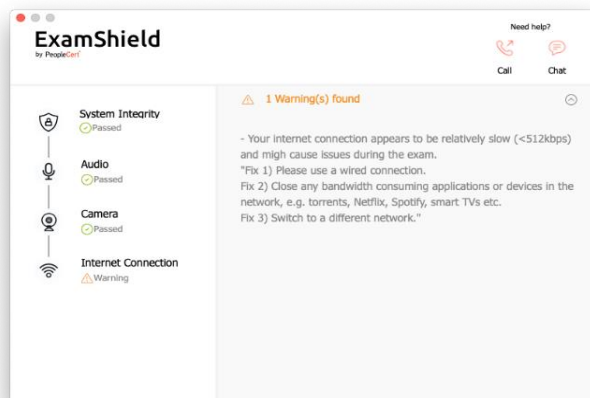 ExamShield
by PeopleCert
Need help?
Call
Chat
System Integrity
Passed
Audio
Passed
Camera
Passed
Internet Connection
Warning
1 Warning(s) found
- Your internet connection appears to be relatively slow (<512kbps)
and migh cause issues during the exam.
"Fix 1) Please use a wired connection.
Fix 2) Close any bandwidth consuming applications or devices in the
network, e.g. torrents, Netflix, Spotify, smart TVs etc.
Fix 3) Switch to a different network."